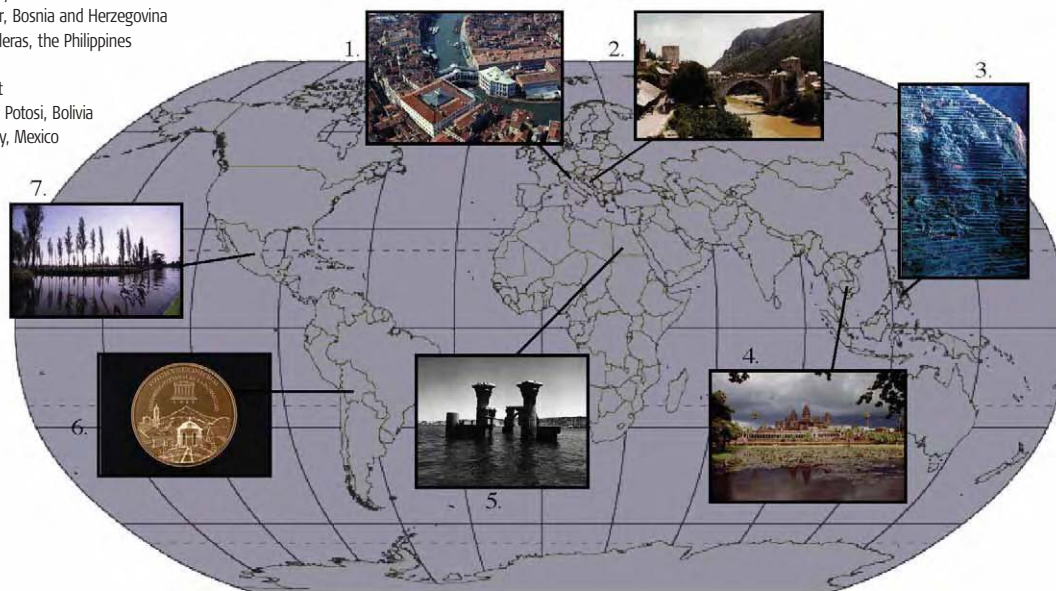 r, Bosnia and Herzegovina
leras, the Philippines
t
Potosi, Bolivia
y, Mexico
1.
2.
3.
7.
4.
6.
5.